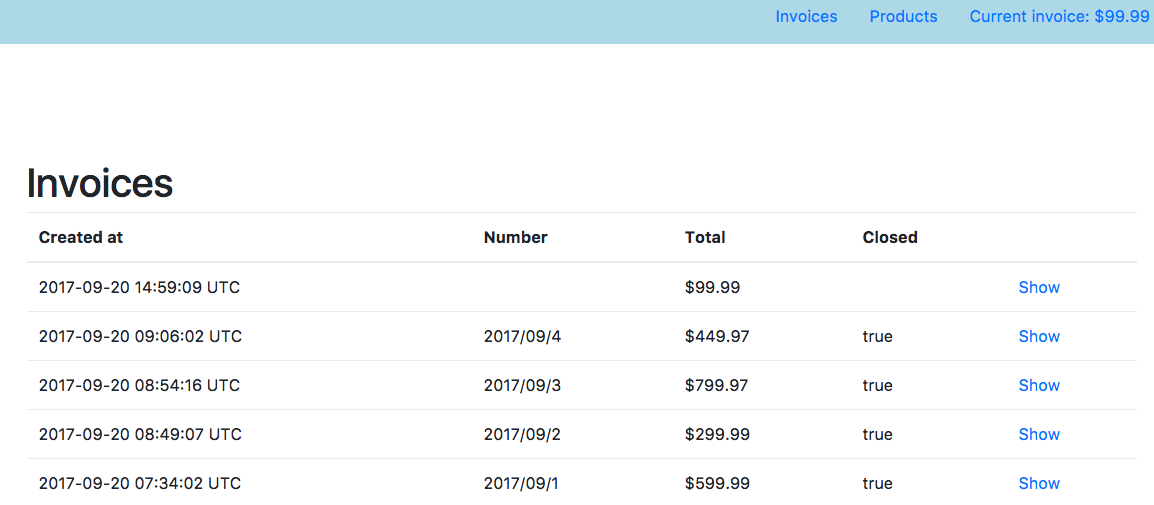 Invoices Products Current invoice: $99.99
Invoices
Created at Number Total Closed
2017-09-20 14:59:09 UTC $99.99 Show
2017-09-20 09:06:02 UTC 2017/09/4 $449.97 true Show
2017-09-20 08:54:16 UTC 2017/09/3 $799.97 true Show
2017-09-20 08:49:07 UTC 2017/09/2 $299.99 true Show
2017-09-20 07:34:02 UTC 2017/09/1 $599.99 true Show